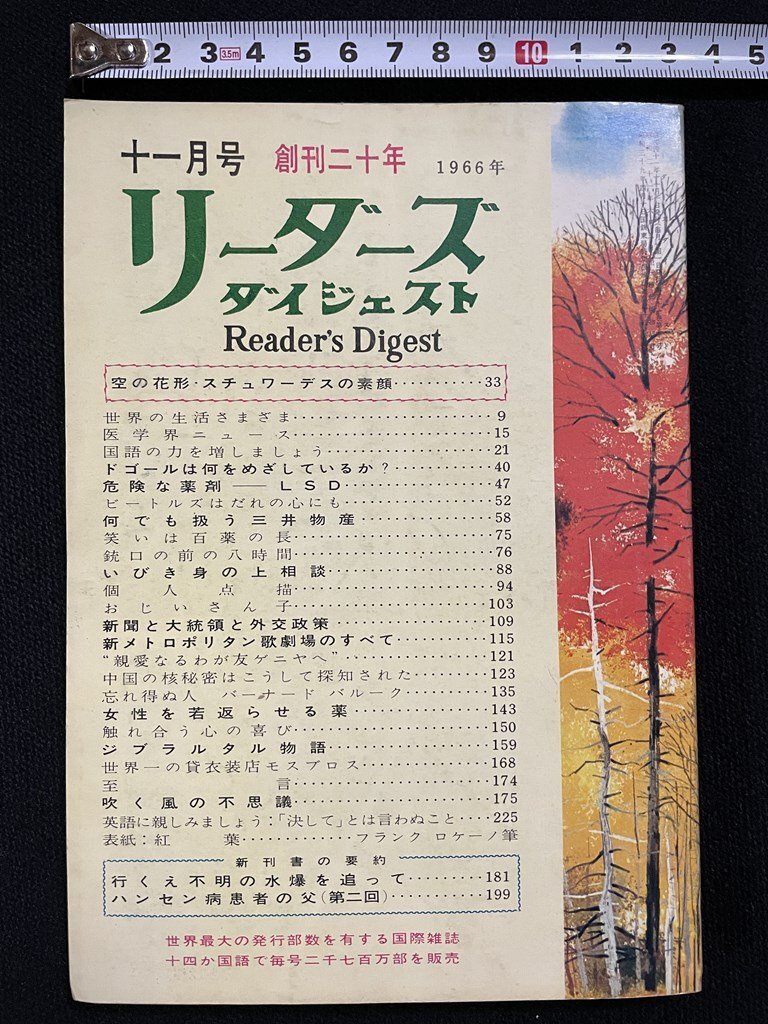 2 3 3.5m 4 5 6 7 8 9 10 1 2 3 4 5
十一月号 創刊二十年 1966年
リーダーズ
ダイジェスト
Reader's Digest
空の花形・スチュワーデスの素顔…………33
世界の生活さまざま…………9
医学界ニュース…………15
国語の力を増しましょう…………21
ドゴールは何をめざしているか?…………40
危険な薬剤――LSD…………47
ビートルズはだれの心にも…………52
何でも扱う三井物産…………58
笑いは百薬の長…………75
銃口の前の八時間…………76
いびき身の上相談…………88
個人点描…………94
おじいさん子…………103
新聞と大統領と外交政策…………109
新メトロポリタン歌劇場のすべて…………115
“親愛なるわが友ゲニヤへ”…………121
中国の核秘密はこうして探知された…………123
忘れ得ぬ人 バーナード バルーク…………135
女性を若返らせる薬…………143
触れ合う心の喜び…………150
ジブラルタル物語…………159
世界一の貸衣装店モスブロス…………168
至言…………174
吹く風の不思議…………175
英語に親しみましょう:「決して」とは言わぬこと……225
表紙:紅葉…………フランク ロケーノ筆
新刊書の要約
行くえ不明の水爆を追って…………181
ハンセン病患者の父(第二回)…………199
世界最大の発行部数を有する国際雑誌
十四か国語で毎号二千七百万部を販売